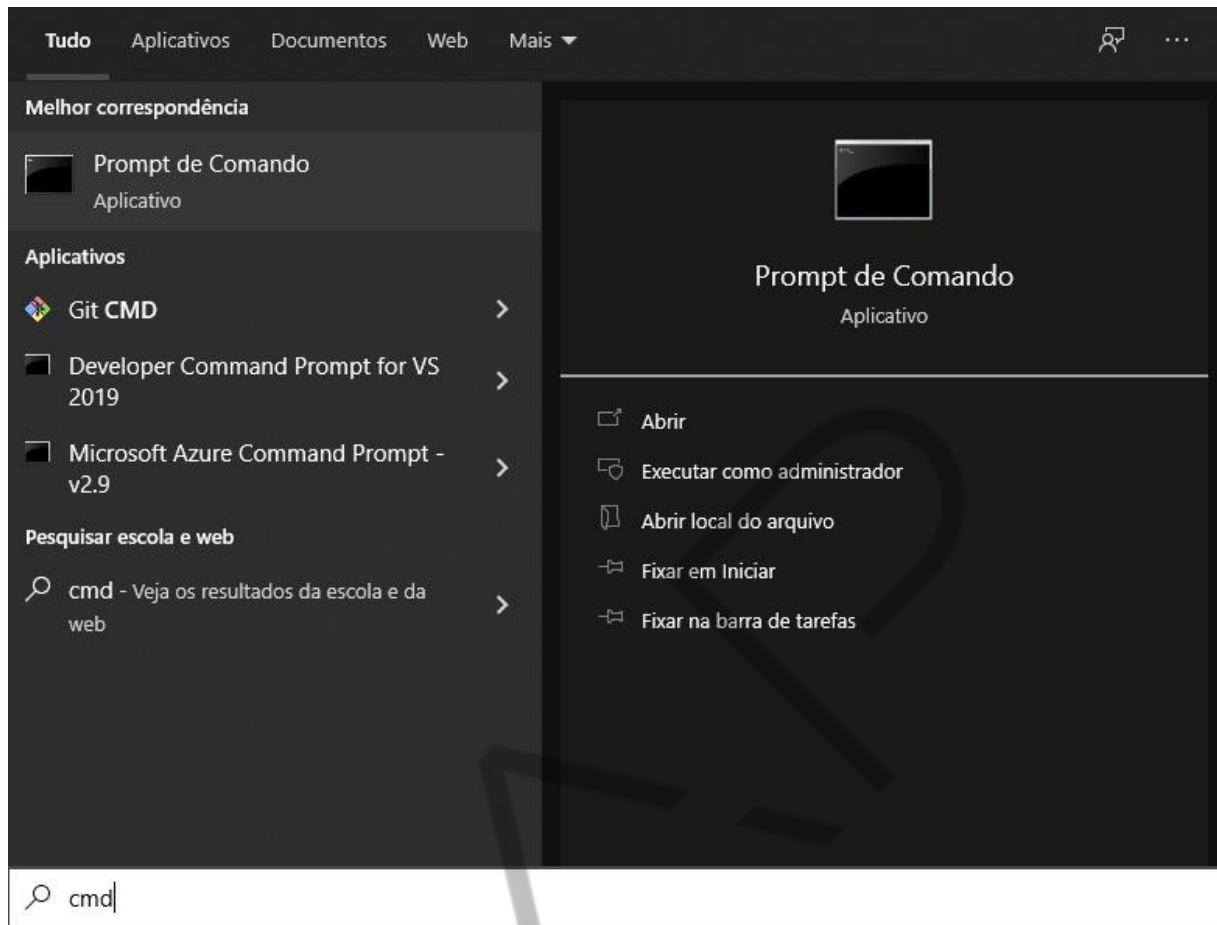 Tudo Aplicativos Documentos Web Mais
Melhor correspondência
Prompt de Comando
Aplicativo
Aplicativos
Git CMD
Developer Command Prompt for VS
2019
Microsoft Azure Command Prompt -
v2.9
Pesquisar escola e web
cmd - Veja os resultados da escola e da
web
Prompt de Comando
Aplicativo
Abrir
Executar como administrador
Abrir local do arquivo
Fixar em Iniciar
Fixar na barra de tarefas
cmd